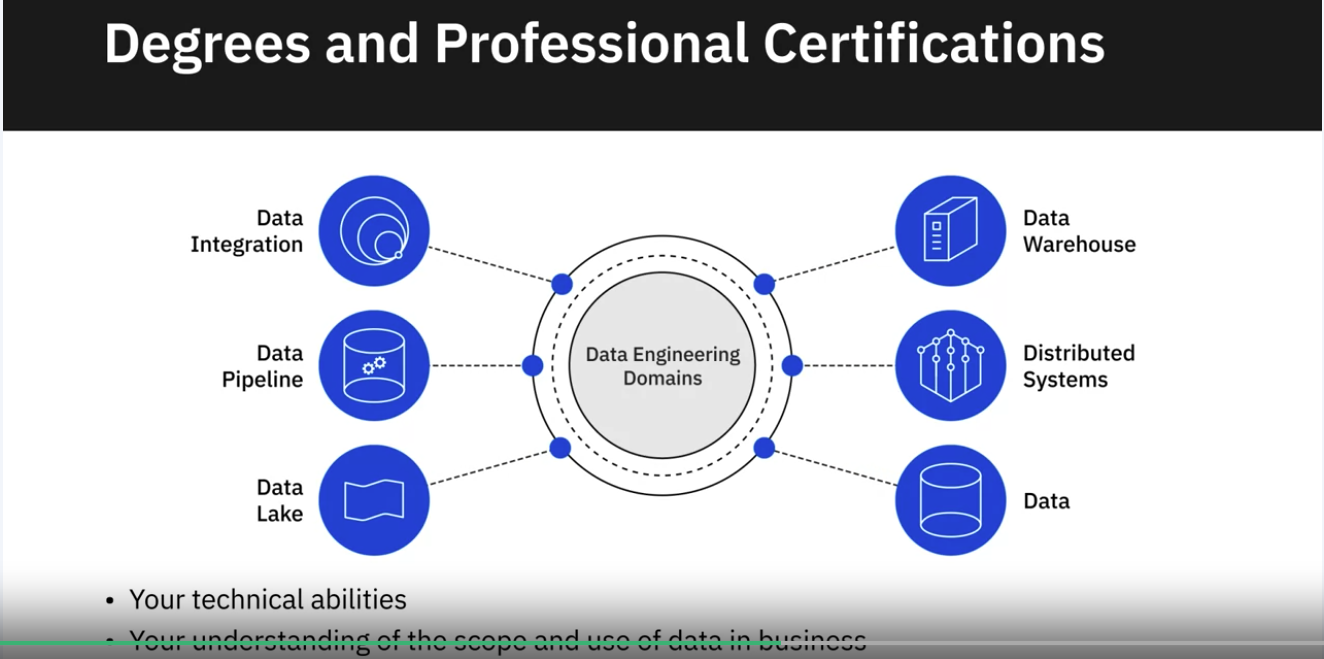 Degrees and Professional Certifications
Data
Integration
Data
Pipeline
Data
Lake
Data Engineering
Domains
Data
Warehouse
Distributed
Systems
Data
• Your technical abilities
• Your understanding of the scope and use of data in business